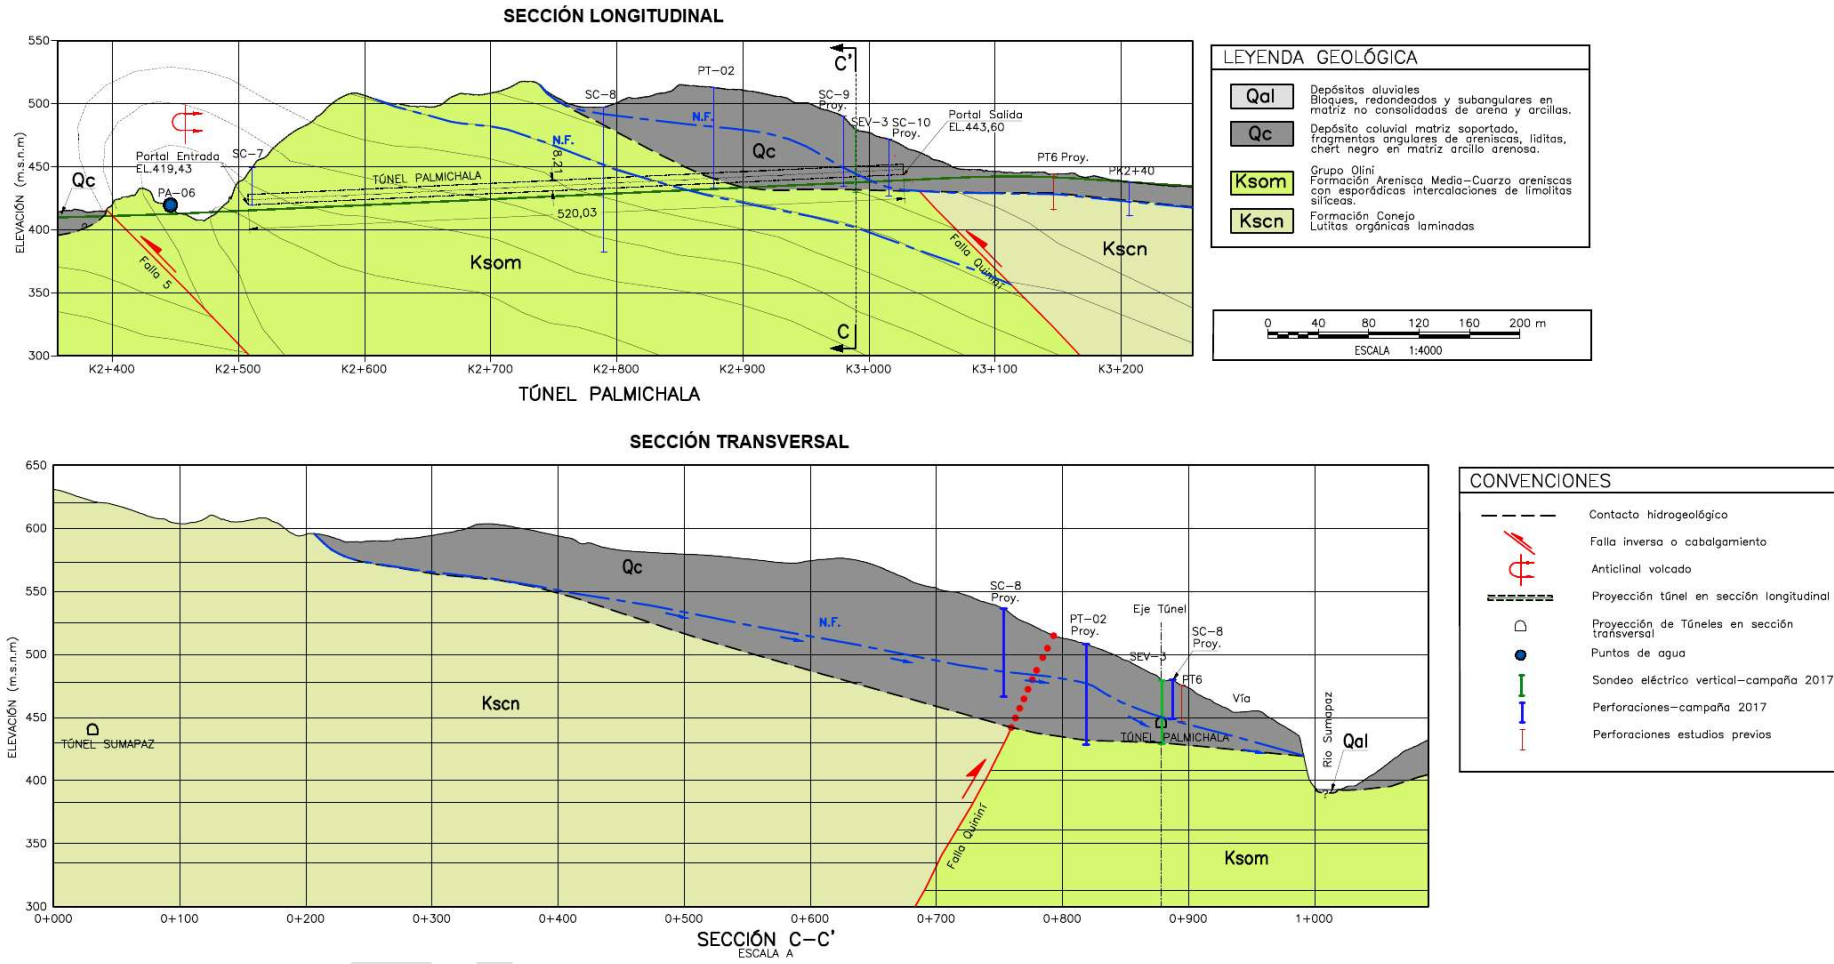 SECCIÓN LONGITUDINAL
ELEVACIÓN (m.s.n.m)
550
500
450
400
350
300
K2+400
K2+500
K2+600
K2+700
K2+800
K2+900
K3+000
K3+100
K3+200
Qc
Portal Entrada
EL.419,43
PA-06
SC-7
TÚNEL PALMICHALA
520,03
8,21
N.F.
SC-8
N.F.
PT-02
Qc
SC-9
Proy.
C'
SEV-3
SC-10
Proy.
Portal Salida
EL.443,60
PT6 Proy.
PK2+40
Falla 5
Ksom
Falla Quininí
Kscn
C
TÚNEL PALMICHALA
LEYENDA GEOLÓGICA
Qal
Depósitos aluviales
Bloques, redondeados y subangulares en
matriz no consolidadas de arena y arcillas.
Qc
Depósito coluvial matriz soportado,
fragmentos angulares de areniscas, liditas,
chert negro en matriz arcillo arenosa.
Ksom
Grupo Olini
Formación Arenisca Media-Cuarzo areniscas
con esporádicas intercalaciones de limolitas
silíceas.
Kscn
Formación Conejo
Lutitas orgánicas laminadas
0 40 80 120 160 200 m
ESCALA 1:4000
SECCIÓN TRANSVERSAL
ELEVACIÓN (m.s.n.m)
650
600
550
500
450
400
350
300
0+000
0+100
0+200
0+300
0+400
0+500
0+600
0+700
0+800
0+900
1+000
TÚNEL SUMAPAZ
Kscn
Qc
N.F.
SC-8
Proy.
PT-02
Proy.
Eje Túnel
SEV-3
SC-8
Proy.
PT6
Vía
TÚNEL PALMICHALA
Río Sumapaz
Qal
?
Falla Quininí
Ksom
SECCIÓN C-C'
ESCALA A
CONVENCIONES
Contacto hidrogeológico
Falla inversa o cabalgamiento
Anticlinal volcado
Proyección túnel en sección longitudinal
Proyección de Túneles en sección
transversal
Puntos de agua
Sondeo eléctrico vertical-campaña 2017
Perforaciones-campaña 2017
Perforaciones estudios previos